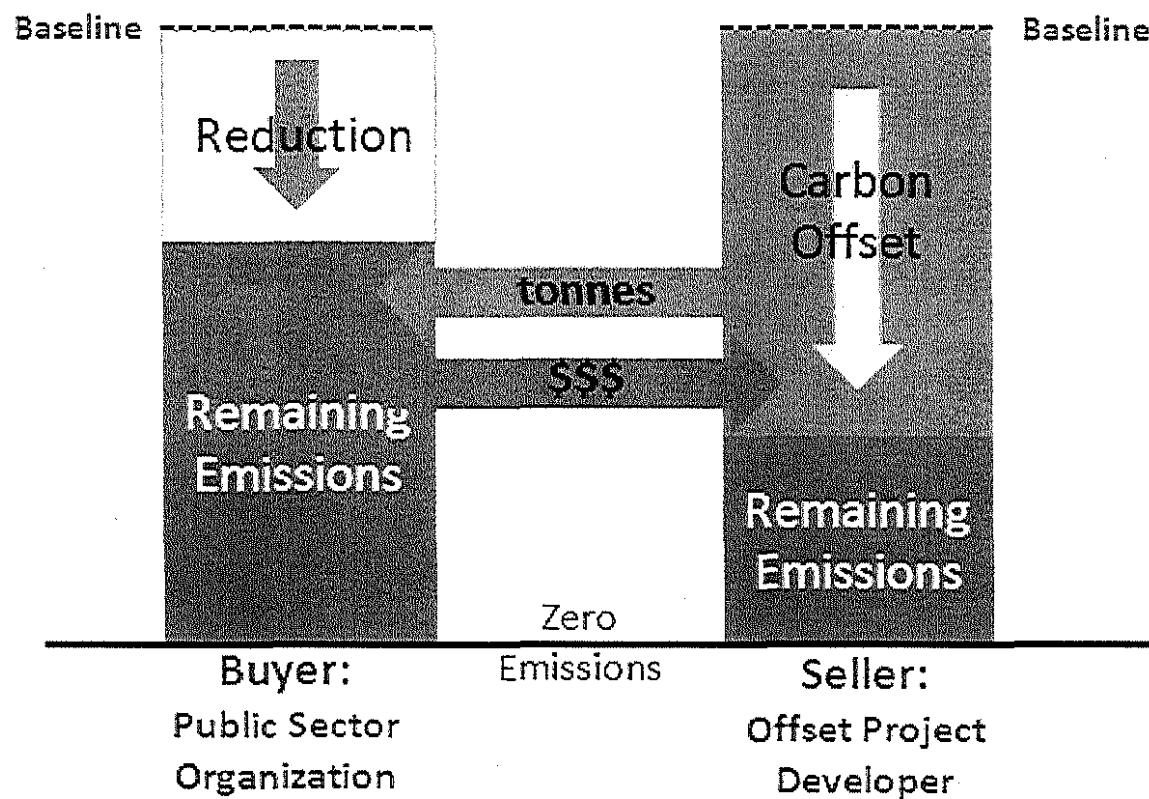 Baseline
Baseline
Reduction
Carbon
Offset
tonnes
$$$
Remaining
Emissions
Remaining
Emissions
Zero
Emissions
Buyer:
Public Sector
Organization
Seller:
Offset Project
Developer